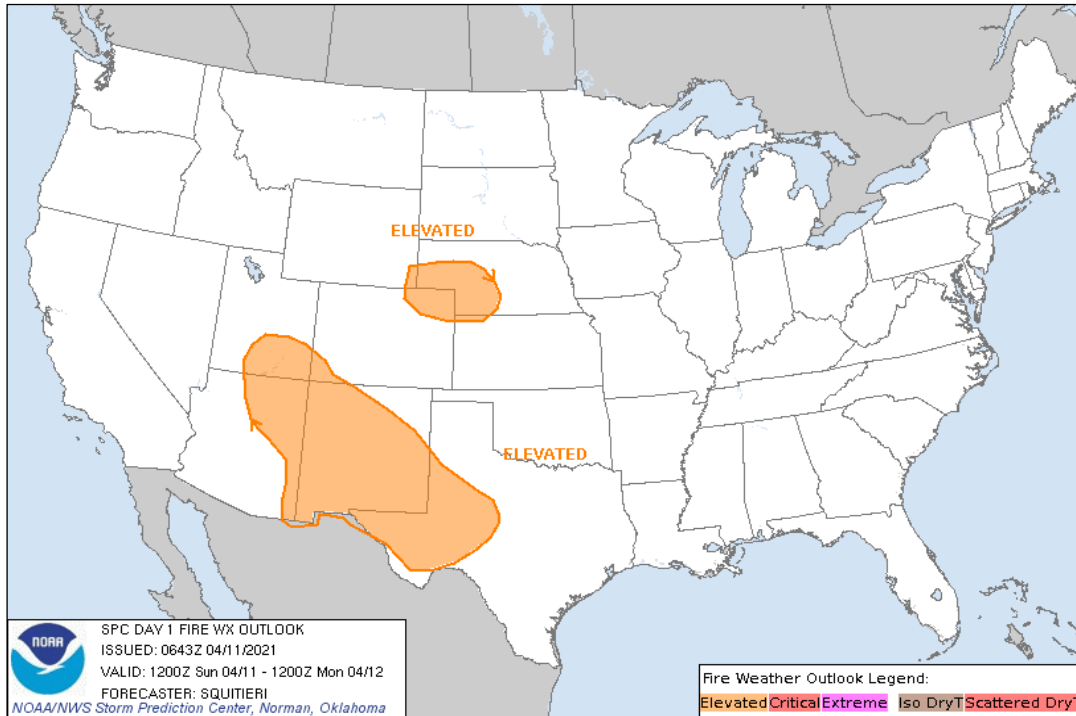 ELEVATED
ELEVATED
NOAA
SPC DAY 1 FIRE WX OUTLOOK
ISSUED: 0643Z 04/11/2021
VALID: 1200Z Sun 04/11 - 1200Z Mon 04/12
FORECASTER: SQUITIERI
NOAA/NWS Storm Prediction Center, Norman, Oklahoma
Fire Weather Outlook Legend:
Elevated Critical Extreme Iso DryT Scattered DryT